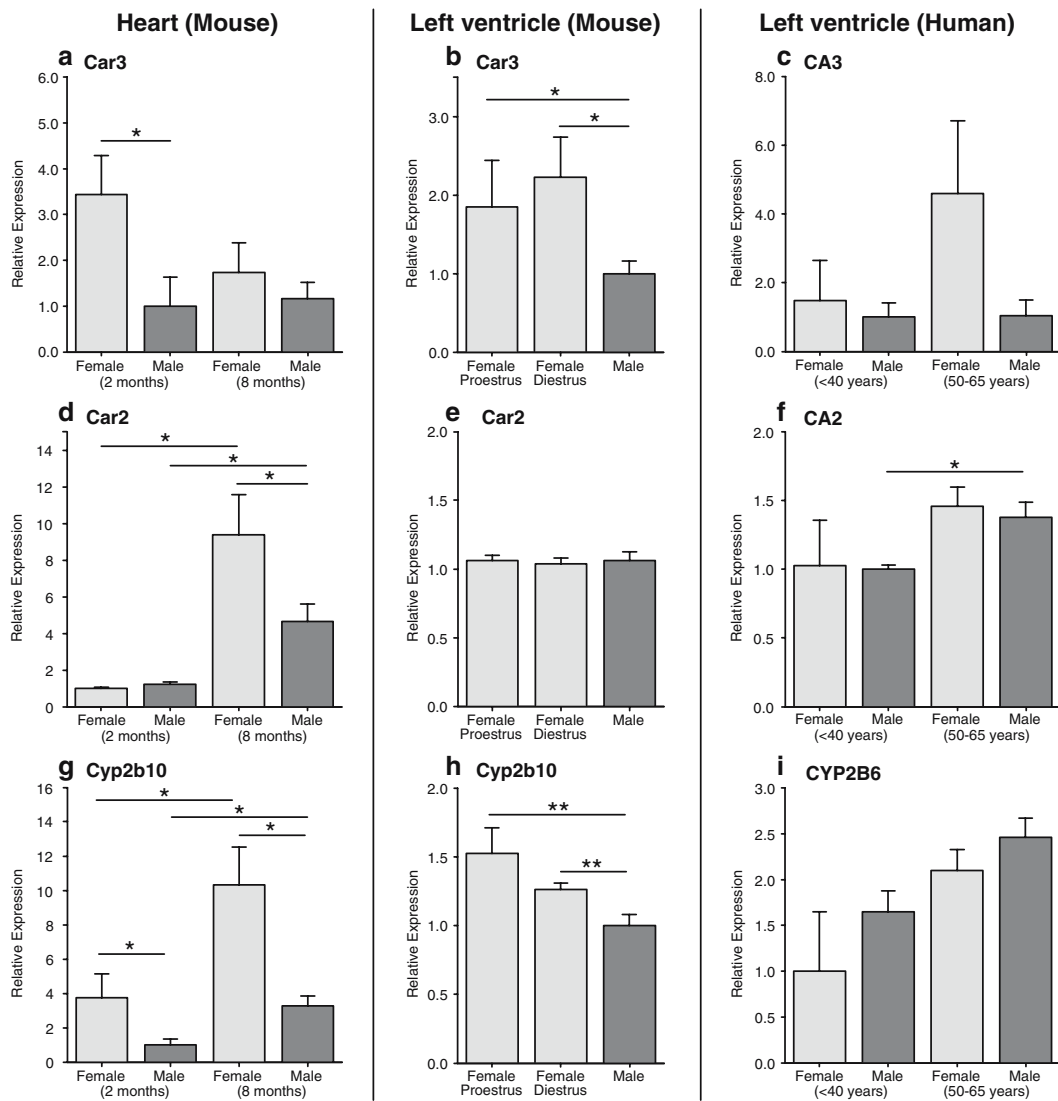 Heart (Mouse)
Left ventricle (Mouse)
Left ventricle (Human)
a Car3
6.0
5.0
4.0
3.0
2.0
1.0
0.0
Relative Expression
*
Female Male Female Male
(2 months) (8 months)
b Car3
3.0
2.0
1.0
0.0
Relative Expression
*
*
Female Female Male
Proestrus Diestrus
c CA3
8.0
6.0
4.0
2.0
0.0
Relative Expression
Female Male Female Male
(<40 years) (50-65 years)
d Car2
14
12
10
8
6
4
2
0
Relative Expression
*
*
*
Female Male Female Male
(2 months) (8 months)
e Car2
2.0
1.5
1.0
0.5
0.0
Relative Expression
Female Female Male
Proestrus Diestrus
f CA2
2.0
1.5
1.0
0.5
0.0
Relative Expression
*
Female Male Female Male
(<40 years) (50-65 years)
g Cyp2b10
16
14
12
10
8
6
4
2
0
Relative Expression
*
*
*
*
Female Male Female Male
(2 months) (8 months)
h Cyp2b10
2.0
1.5
1.0
0.5
0.0
Relative Expression
**
**
Female Female Male
Proestrus Diestrus
i CYP2B6
3.0
2.5
2.0
1.5
1.0
0.5
0.0
Relative Expression
Female Male Female Male
(<40 years) (50-65 years)